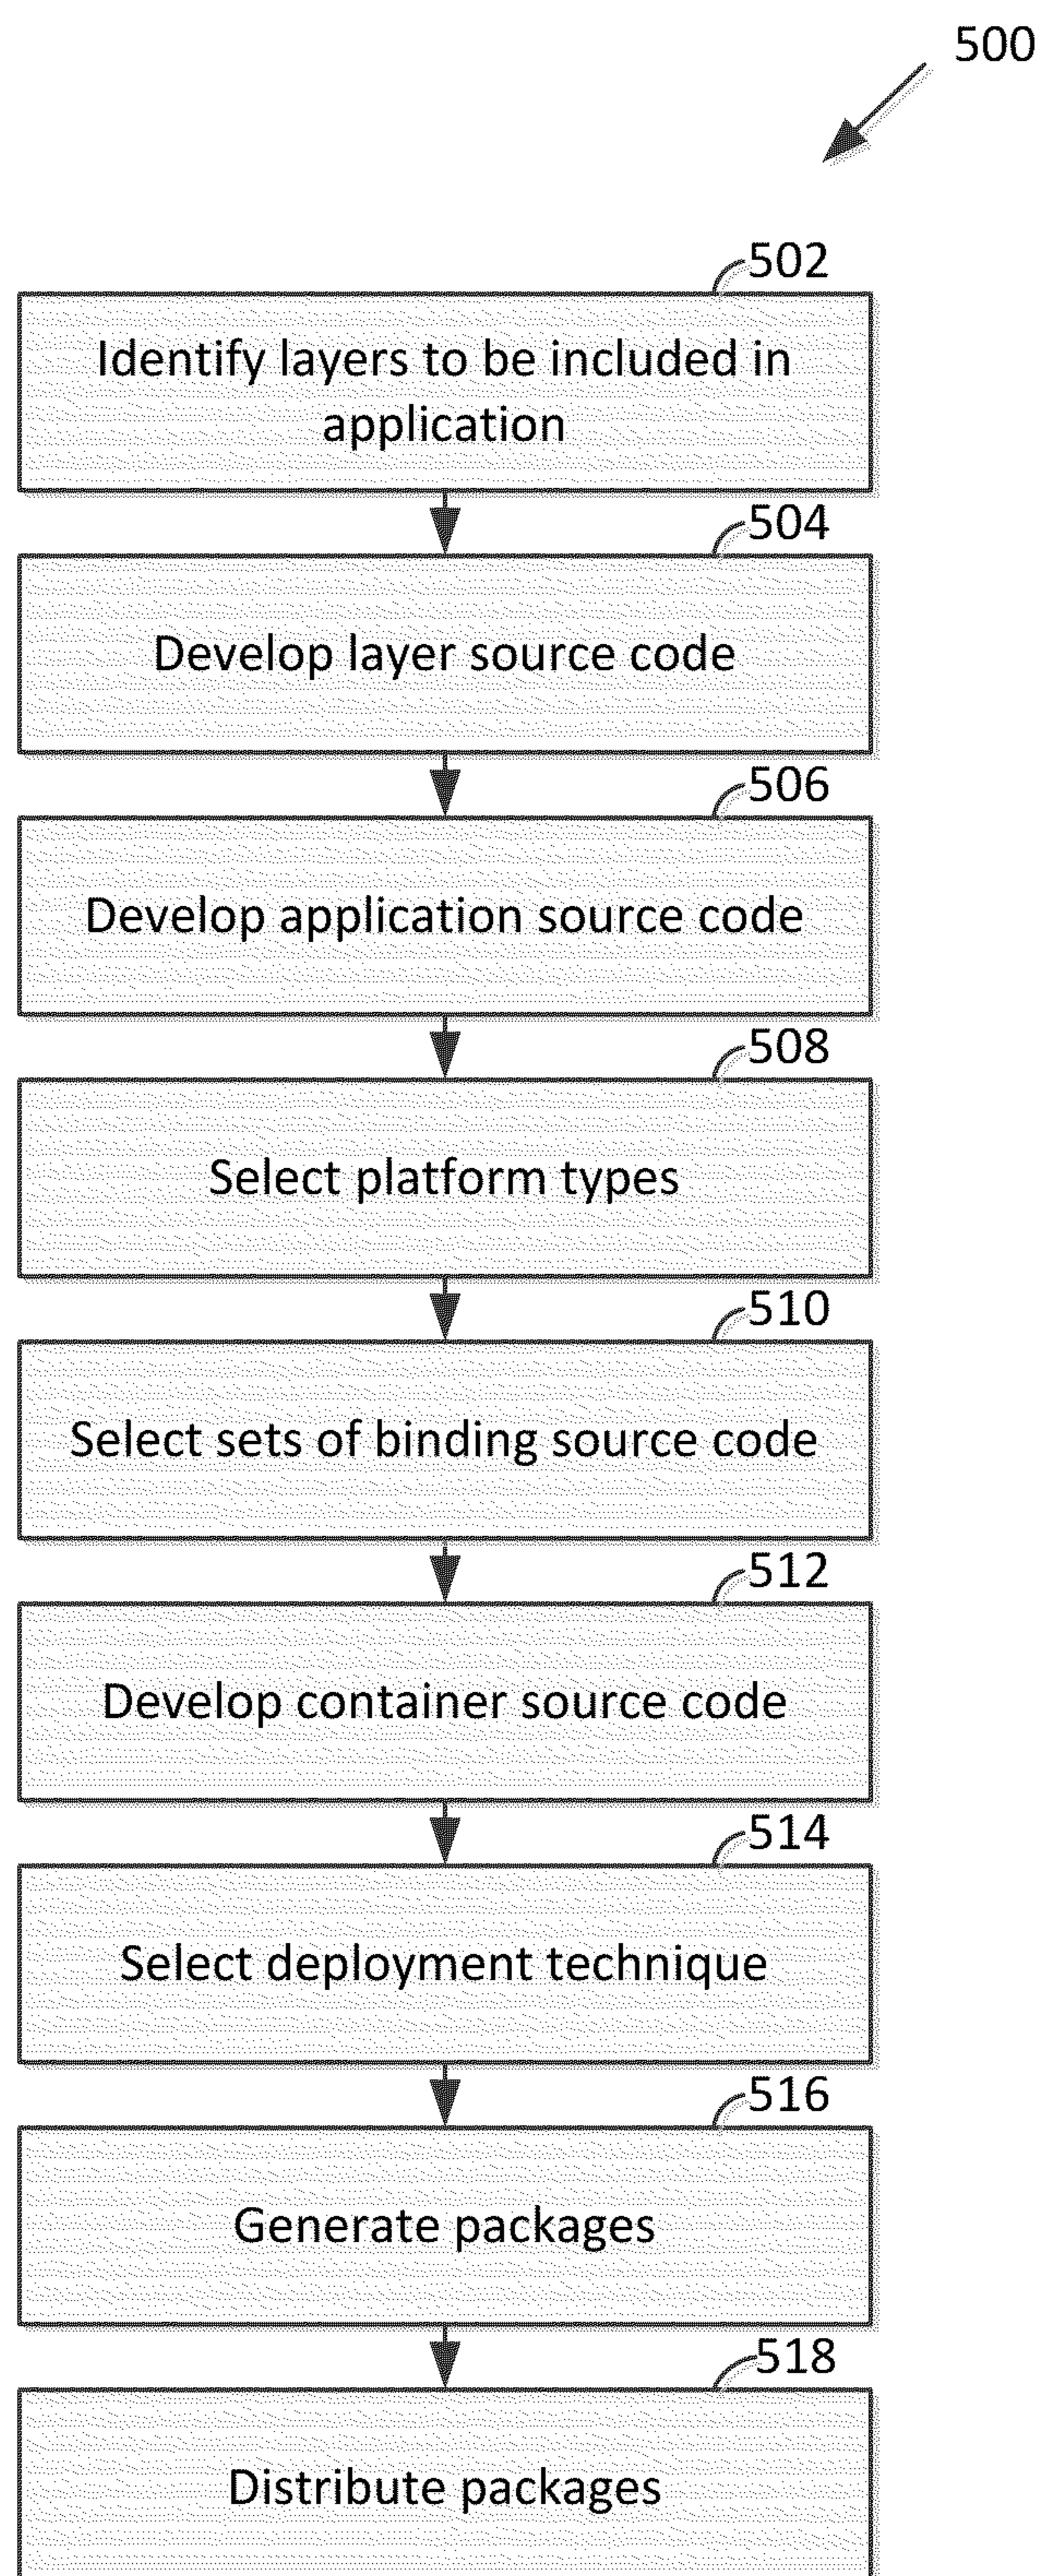 500
502
Identify layers to be included in
application
504
Develop layer source code
506
Develop application source code
508
Select platform types
510
Select sets of binding source code
512
Develop container source code
514
Select deployment technique
516
Generate packages
518
Distribute packages